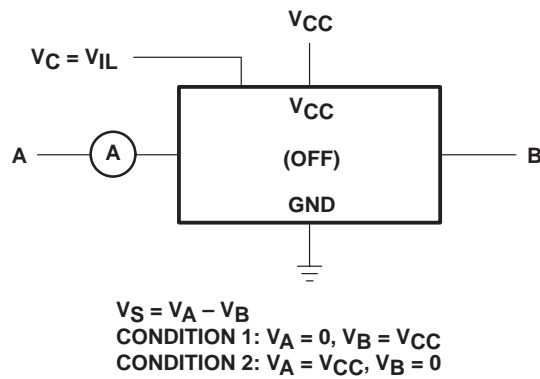 VCC
VC = VIL
VCC
A
A
(OFF)
B
GND
VS = VA – VB
CONDITION 1: VA = 0, VB = VCC
CONDITION 2: VA = VCC, VB = 0